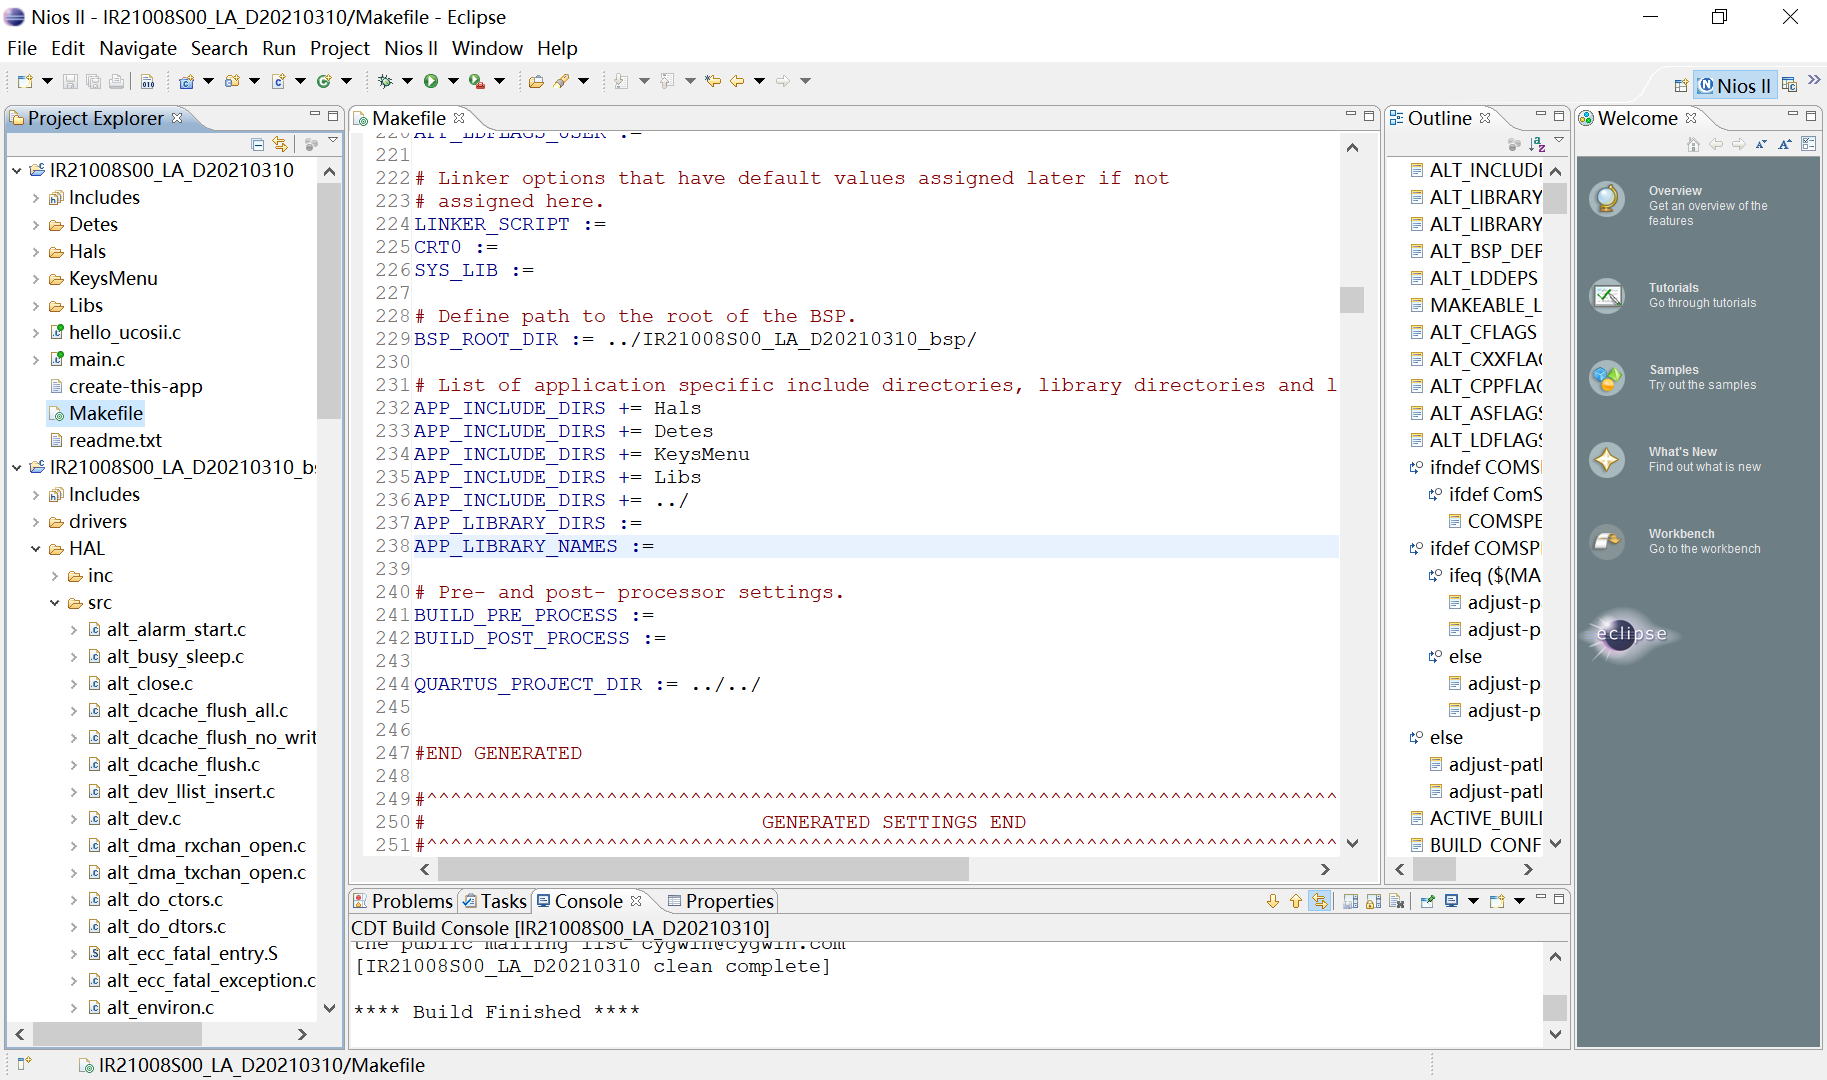 Nios II - IR21008S00_LA_D20210310/Makefile - Eclipse
File Edit Navigate Search Run Project Nios II Window Help
Nios II
Project Explorer
IR21008S00_LA_D20210310
Includes
Detes
Hals
KeysMenu
Libs
hello_ucosii.c
main.c
create-this-app
Makefile
readme.txt
IR21008S00_LA_D20210310_b
Includes
drivers
HAL
inc
src
alt_alarm_start.c
alt_busy_sleep.c
alt_close.c
alt_dcache_flush_all.c
alt_dcache_flush_no_writ
alt_dcache_flush.c
alt_dev_llist_insert.c
alt_dev.c
alt_dma_rxchan_open.c
alt_dma_txchan_open.c
alt_do_ctors.c
alt_do_dtors.c
alt_ecc_fatal_entry.S
alt_ecc_fatal_exception.c
alt_environ.c
Makefile
220 APP_LDFLAGS_USER :=
221
222 # Linker options that have default values assigned later if not
223 # assigned here.
224 LINKER_SCRIPT :=
225 CRT0 :=
226 SYS_LIB :=
227
228 # Define path to the root of the BSP.
229 BSP_ROOT_DIR := ../IR21008S00_LA_D20210310_bsp/
230
231 # List of application specific include directories, library directories and l
232 APP_INCLUDE_DIRS += Hals
233 APP_INCLUDE_DIRS += Detes
234 APP_INCLUDE_DIRS += KeysMenu
235 APP_INCLUDE_DIRS += Libs
236 APP_INCLUDE_DIRS += ../
237 APP_LIBRARY_DIRS :=
238 APP_LIBRARY_NAMES :=
239
240 # Pre- and post- processor settings.
241 BUILD_PRE_PROCESS :=
242 BUILD_POST_PROCESS :=
243
244 QUARTUS_PROJECT_DIR := ../../
245
246
247 #END GENERATED
248
249 #^^^^^^^^^^^^^^^^^^^^^^^^^^^^^^^^^^^^^^^^^^^^^^^^^^^^^^^^^^^^^^^^^^^^^^^^^^^^
250 # GENERATED SETTINGS END
251 #^^^^^^^^^^^^^^^^^^^^^^^^^^^^^^^^^^^^^^^^^^^^^^^^^^^^^^^^^^^^^^^^^^^^^^^^^^^^
Outline
ALT_INCLUDE
ALT_LIBRARY
ALT_LIBRARY
ALT_BSP_DEP
ALT_LDDEPS
MAKEABLE_L
ALT_CFLAGS
ALT_CXXFLAG
ALT_CPPFLAG
ALT_ASFLAGS
ALT_LDFLAGS
ifndef COMS
ifdef ComS
COMSPE
ifdef COMSP
ifeq ($(MA
adjust-p
adjust-p
else
adjust-p
adjust-p
else
adjust-pat
adjust-pat
ACTIVE_BUIL
BUILD_CONF
Welcome
Overview
Get an overview of the
features
Tutorials
Go through tutorials
Samples
Try out the samples
What's New
Find out what is new
Workbench
Go to the workbench
eclipse
Problems Tasks Console Properties
CDT Build Console [IR21008S00_LA_D20210310]
the public mailing list cygwin@cygwin.com
[IR21008S00_LA_D20210310 clean complete]
**** Build Finished ****
IR21008S00_LA_D20210310/Makefile